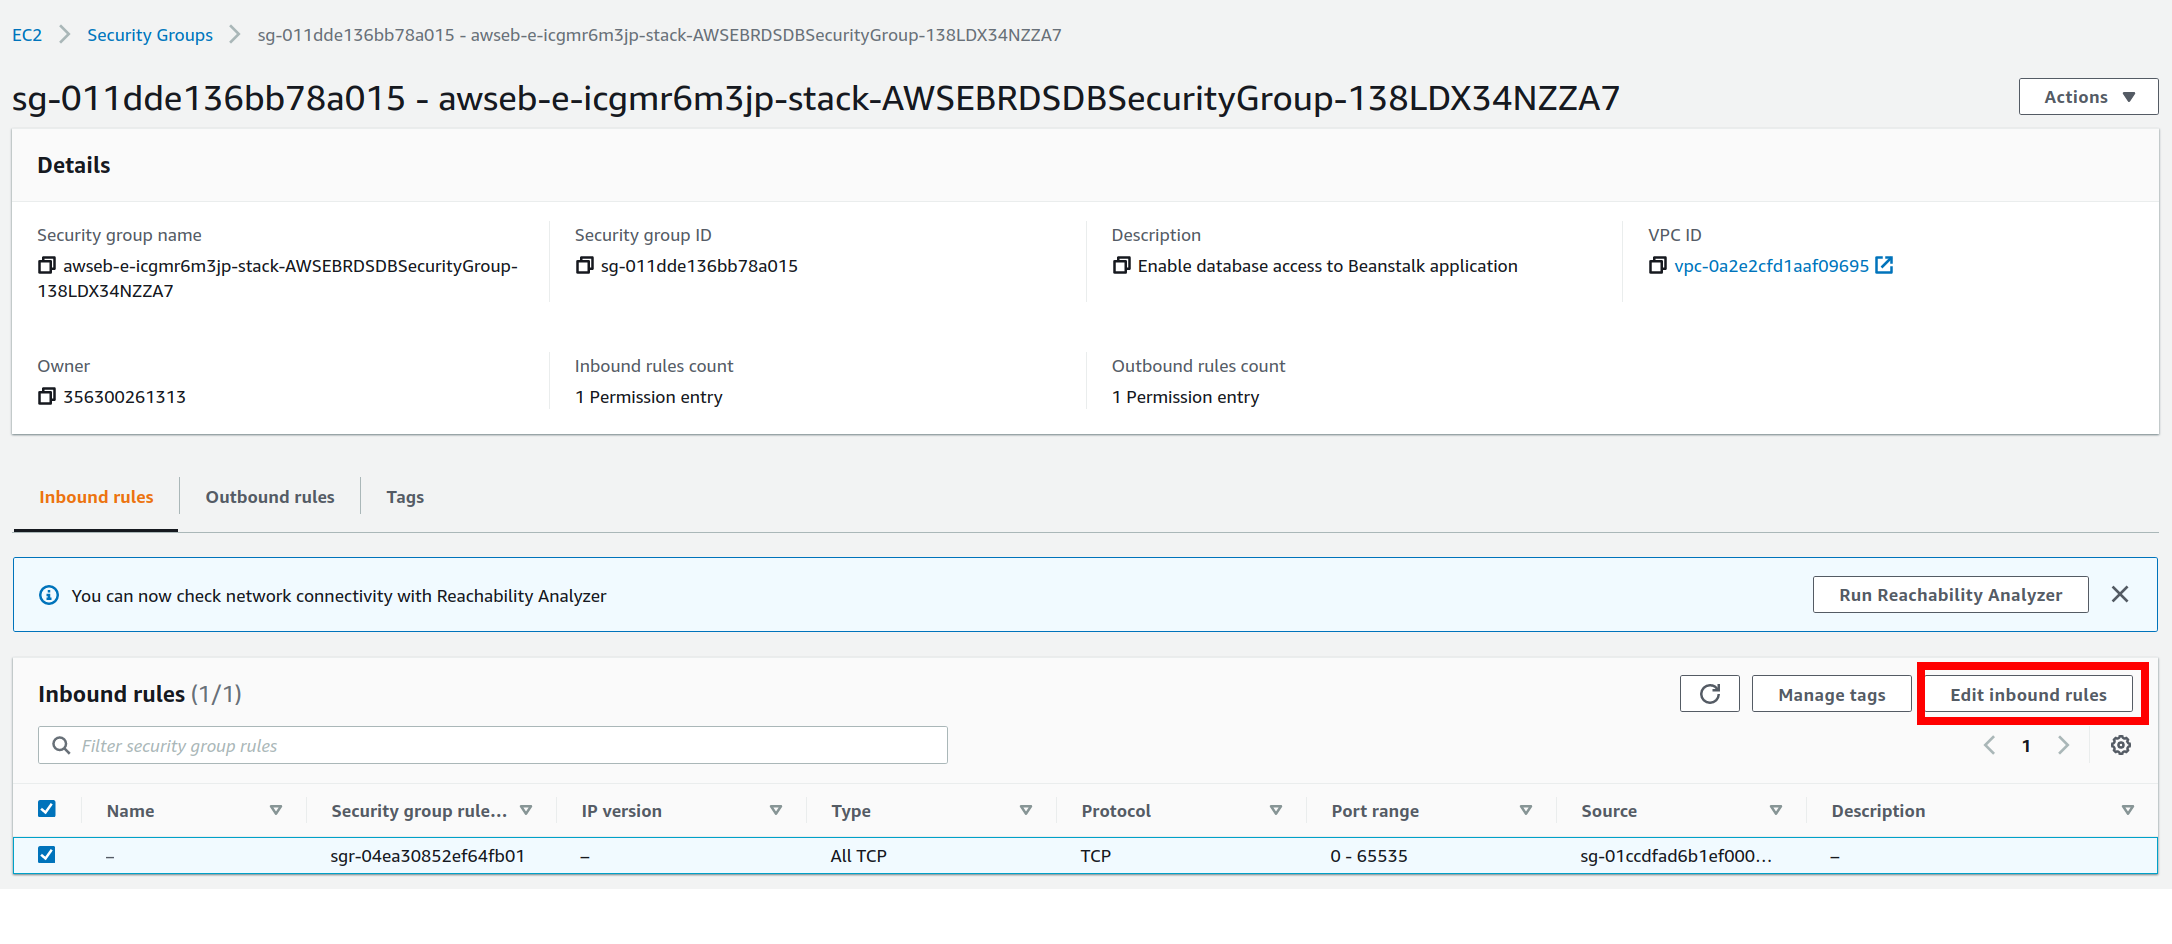 EC2 > Security Groups > sg-011dde136bb78a015 - awseb-e-icgmr6m3jp-stack-AWSEBRDSDBSecurityGroup-138LDX34NZZA7
sg-011dde136bb78a015 - awseb-e-icgmr6m3jp-stack-AWSEBRDSDBSecurityGroup-138LDX34NZZA7 Actions
Details
Security group name Security group ID Description VPC ID
awseb-e-icgmr6m3jp-stack-AWSEBRDSDBSecurityGroup- sg-011dde136bb78a015 Enable database access to Beanstalk application vpc-0a2e2cfd1aaf09695
138LDX34NZZA7
Owner Inbound rules count Outbound rules count
356300261313 1 Permission entry 1 Permission entry
Inbound rules Outbound rules Tags
You can now check network connectivity with Reachability Analyzer Run Reachability Analyzer
Inbound rules (1/1) Manage tags Edit inbound rules
Filter security group rules 1
Name Security group rule... IP version Type Protocol Port range Source Description
– sgr-04ea30852ef64fb01 – All TCP TCP 0 - 65535 sg-01ccdfad6b1ef000... –